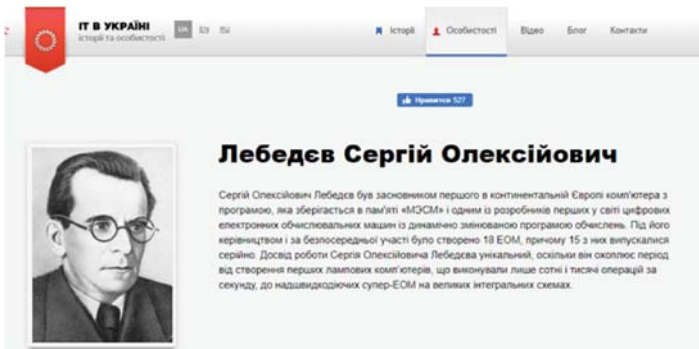 ІТ В УКРАЇНІ
історії та особистості
UA
EN
RU
Історії
Особистості
Відео
Блог
Контакти
Нравится 527
Лебедєв Сергій Олексійович
Сергій Олексійович Лебедєв був засновником першого в континентальній Європі комп'ютера з
програмою, яка зберігається в пам'яті «МЭСМ» і одним із розробників перших у світі цифрових
електронних обчислювальних машин із динамічно змінюваною програмою обчислень. Під його
керівництвом і за безпосередньої участі було створено 18 ЕОМ, причому 15 з них випускалися
серійно. Досвід роботи Сергія Олексійовича Лебедєва унікальний, оскільки він охоплює період
від створення перших лампових комп'ютерів, що виконували лише сотні і тисячі операцій за
секунду, до надшвидкодіючих супер-ЕОМ на великих інтегральних схемах.